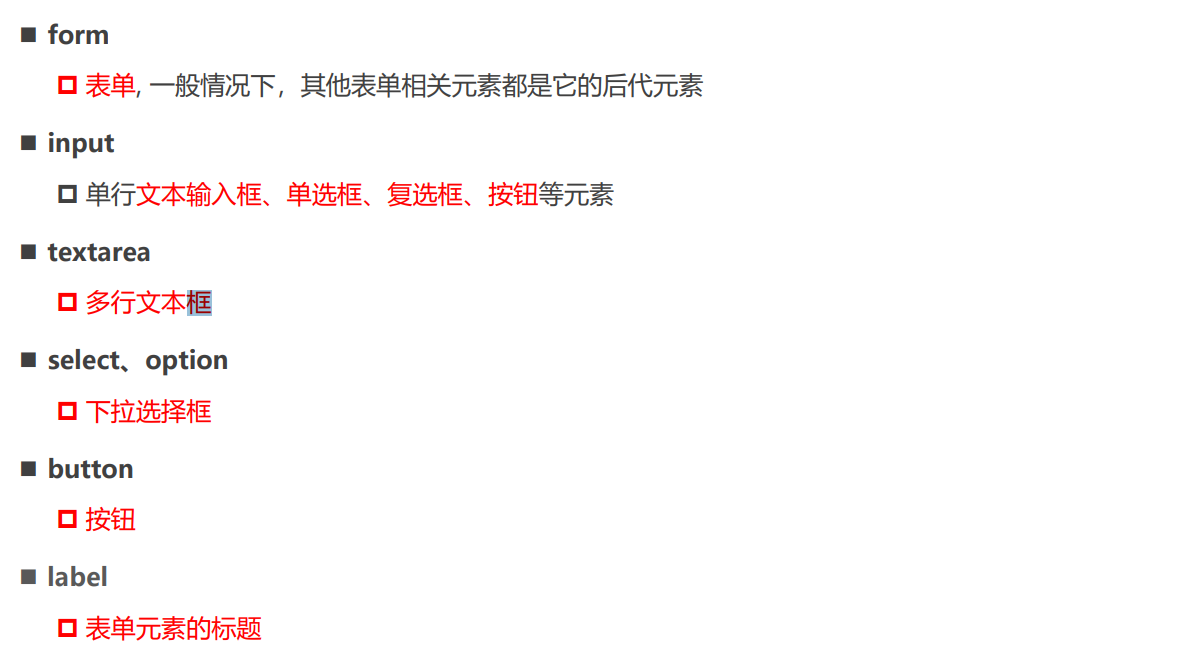 form
表单, 一般情况下，其他表单相关元素都是它的后代元素
input
单行文本输入框、单选框、复选框、按钮等元素
textarea
多行文本框
select、option
下拉选择框
button
按钮
label
表单元素的标题